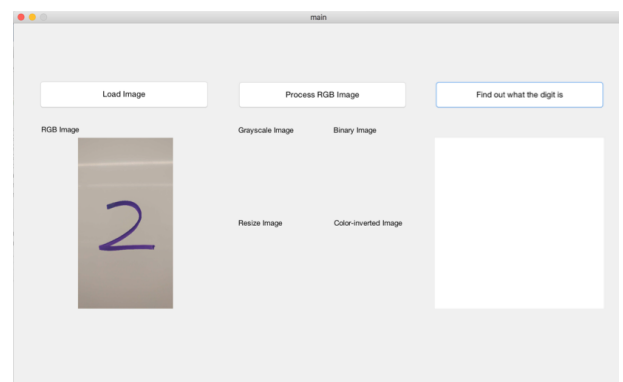 main
Load Image
Process RGB Image
Find out what the digit is
RGB Image
Grayscale Image
Binary Image
2
Resize Image
Color-inverted Image